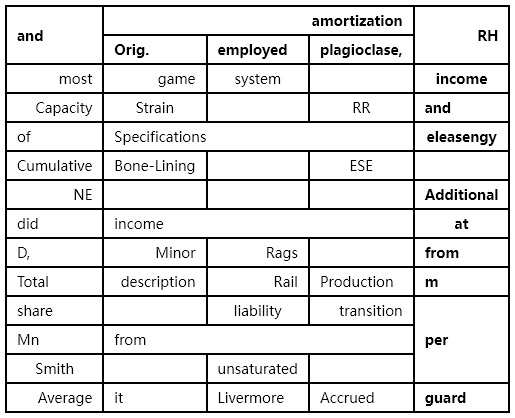 and amortization RH
Orig. employed plagioclase,
most game system income
Capacity Strain RR and
of Specifications eleasengy
Cumulative Bone-Lining ESE
NE Additional
did income at
D, Minor Rags from
Total description Rail Production m
share liability transition
Mn from per
Smith unsaturated
Average it Livermore Accrued guard